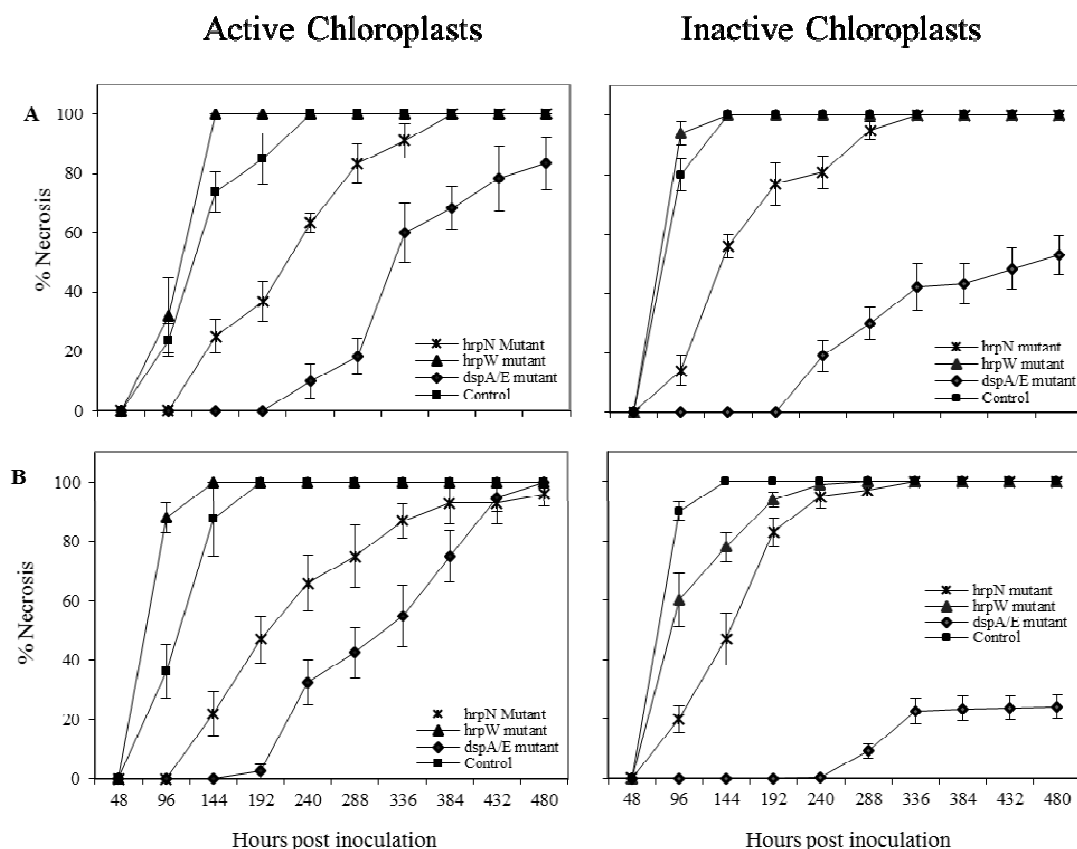 Active Chloroplasts
Inactive Chloroplasts
A
% Necrosis
100
80
60
40
20
0
hrpN Mutant
hrpW mutant
dspA/E mutant
Control
hrpN mutant
hrpW mutant
dspA/E mutant
Control
B
% Necrosis
100
80
60
40
20
0
hrpN Mutant
hrpW mutant
dspA/E mutant
Control
48 96 144 192 240 288 336 384 432 480
Hours post inoculation
hrpN mutant
hrpW mutant
dspA/E mutant
Control
48 96 144 192 240 288 336 384 432 480
Hours post inoculation